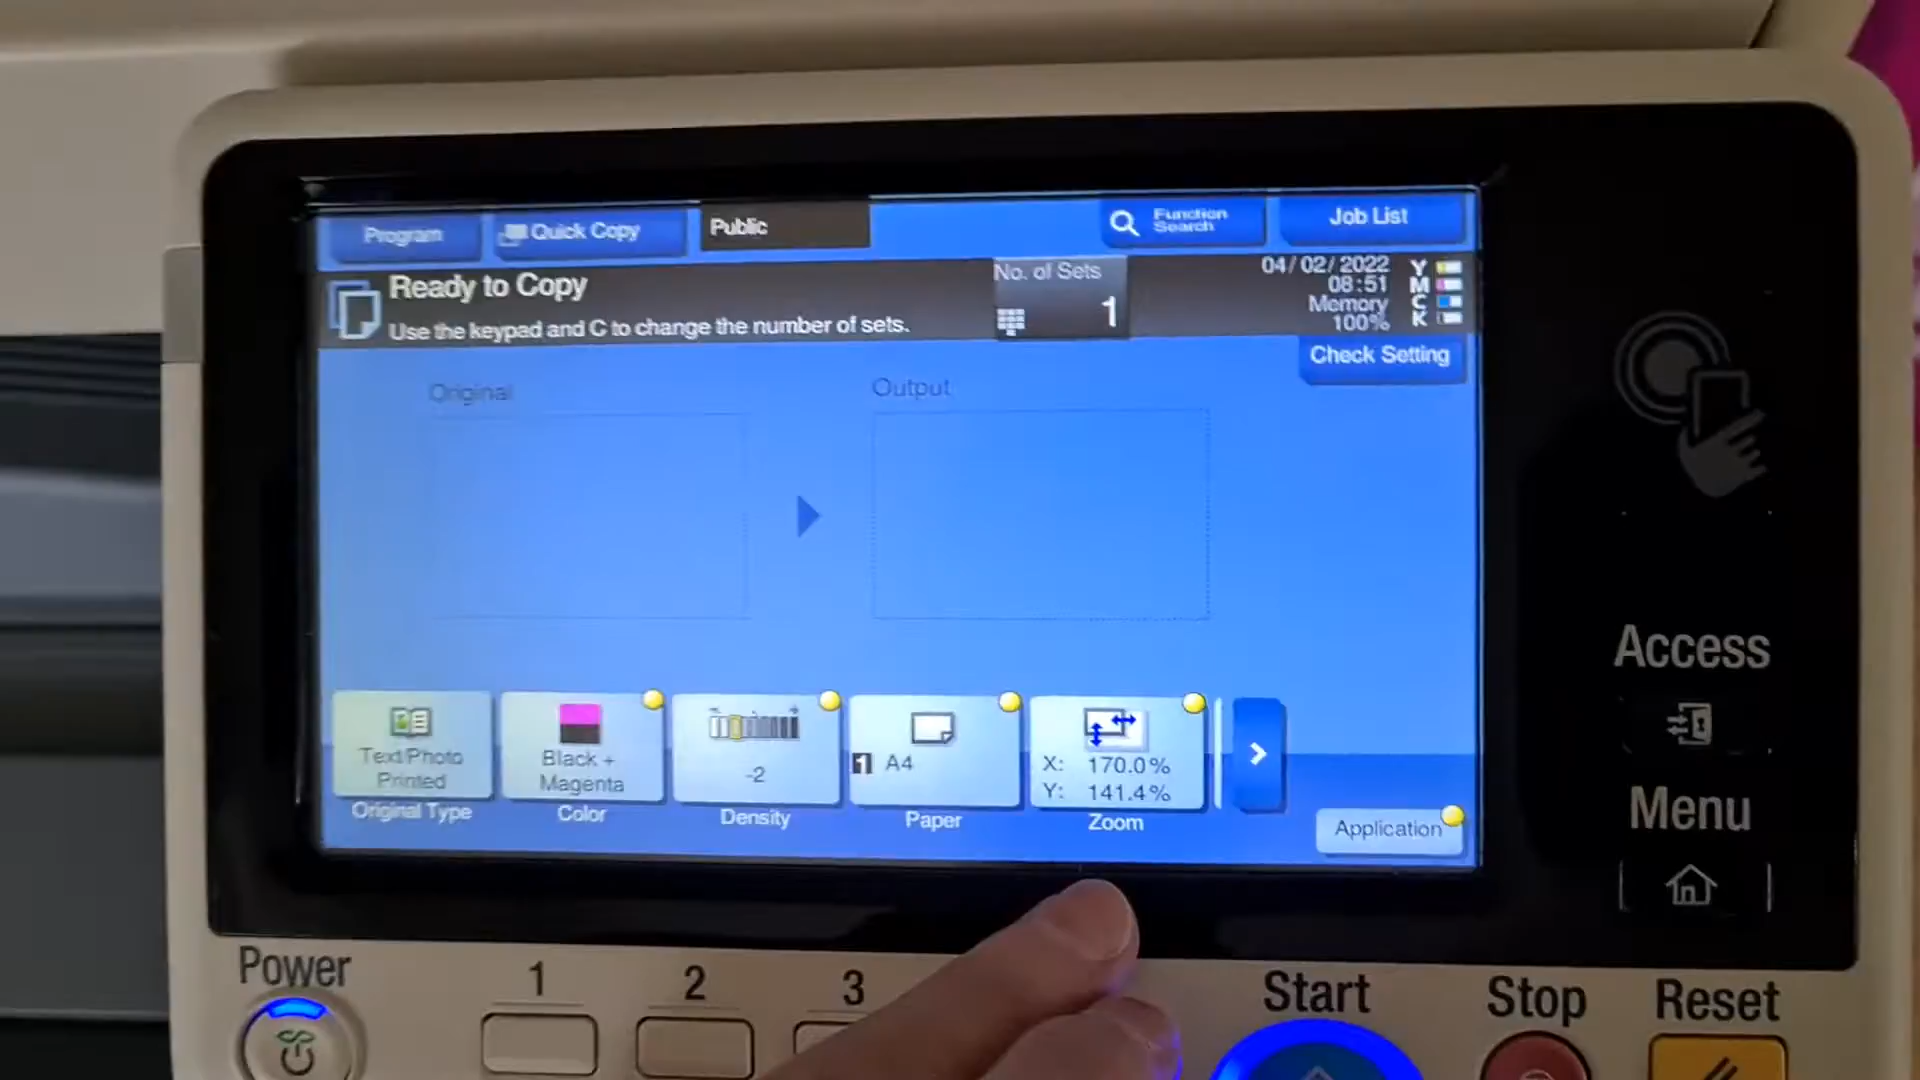 Program
Quick Copy
Public
Function
Search
Job List
Ready to Copy
Use the keypad and C to change the number of sets.
No. of Sets
1
04/02/2022
08:51
Memory
100%
Y
M
C
K
Check Setting
Original
Output
Text/Photo
Printed
Original Type
Black +
Magenta
Color
-2
Density
1 A4
Paper
X: 170.0%
Y: 141.4%
Zoom
Application
Access
Menu
Power
1
2
3
Start
Stop
Reset